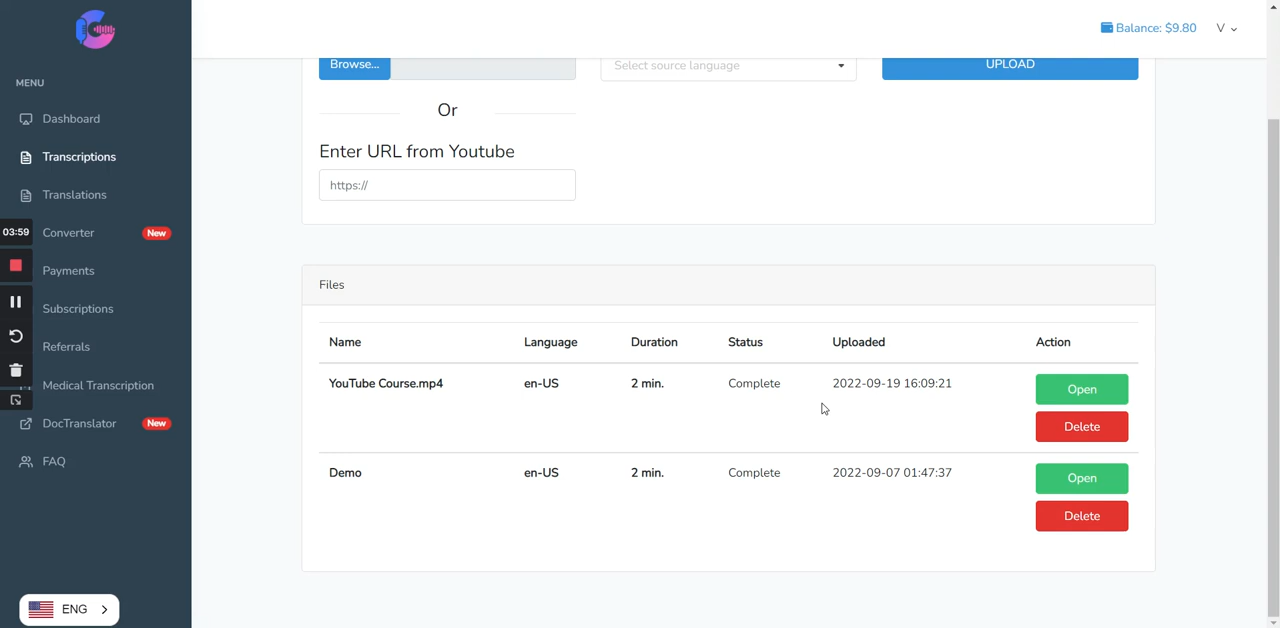 Balance: $9.80 V
MENU
Dashboard
Transcriptions
Translations
Converter New
Payments
Subscriptions
Referrals
Medical Transcription
DocTranslator New
FAQ
ENG
03:59
Browse... Select source language UPLOAD
Or
Enter URL from Youtube
https://
Files
Name Language Duration Status Uploaded Action
YouTube Course.mp4 en-US 2 min. Complete 2022-09-19 16:09:21 Open
Delete
Demo en-US 2 min. Complete 2022-09-07 01:47:37 Open
Delete